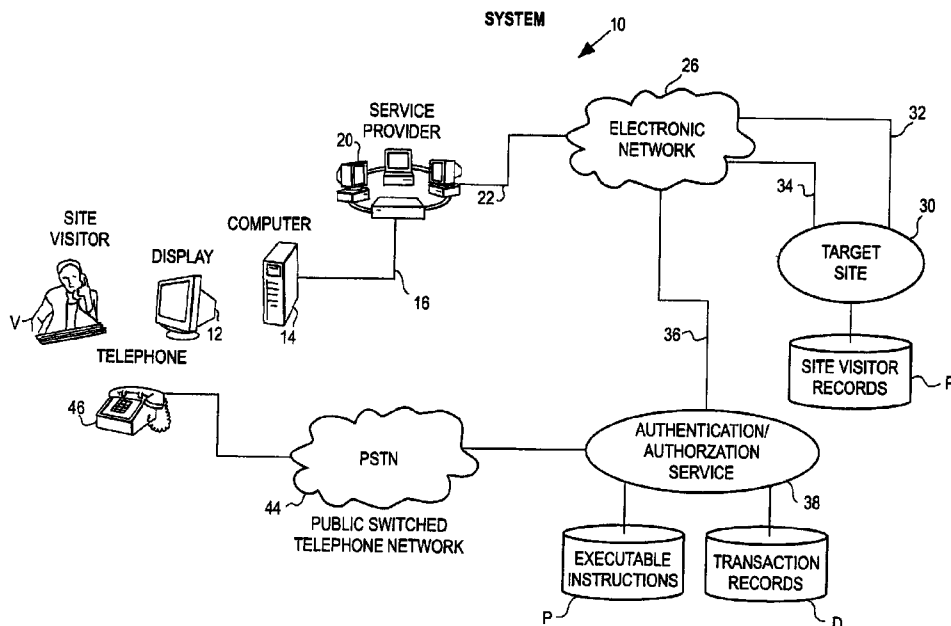 SYSTEM
10
26
SERVICE
PROVIDER
20
ELECTRONIC
NETWORK
32
22
34
30
SITE
VISITOR
COMPUTER
DISPLAY
TARGET
SITE
V
12
14
16
36
TELEPHONE
SITE VISITOR
RECORDS
46
PSTN
AUTHENTICATION/
AUTHORZATION
SERVICE
44
38
PUBLIC SWITCHED
TELEPHONE NETWORK
EXECUTABLE
INSTRUCTIONS
TRANSACTION
RECORDS
P
D